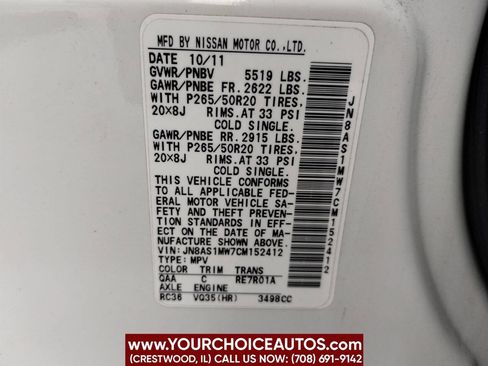 MFD BY NISSAN MOTOR CO.,LTD.
DATE 10/11
GVWR/PNBV 5519 LBS.
GAWR/PNBE FR. 2622 LBS.
WITH P265/50R20 TIRES,
20x8J RIMS.AT 33 PSI
COLD SINGLE.
GAWR/PNBE RR. 2915 LBS.
WITH P265/50R20 TIRES,
20x8J RIMS.AT 33 PSI
COLD SINGLE.
THIS VEHICLE CONFORMS
TO ALL APPLICABLE FED-
ERAL MOTOR VEHICLE SA-
FETY AND THEFT PREVEN-
TION STANDARDS IN EFF-
ECT ON THE DATE OF MA-
NUFACTURE SHOWN ABOVE.
VIN: JN8AS1MW7CM152412
TYPE: MPV
COLOR TRIM TRANS
QAA C RE7R01A
AXLE ENGINE
RC36 VQ35(HR) 3498CC
JN8AS1MW7CM152412
WWW.YOURCHOICEAUTOS.COM
(CRESTWOOD, IL) SHOW US NOW! (708) 691-9142